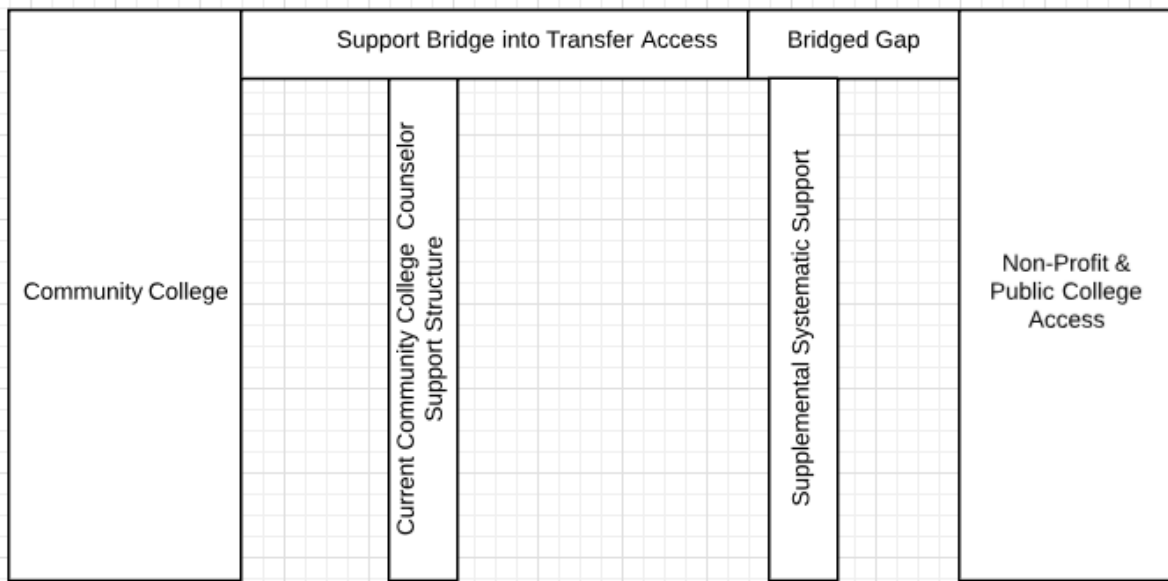 Support Bridge into Transfer Access
Bridged Gap
Community College
Current Community College Counselor
Support Structure
Supplemental Systematic Support
Non-Profit &
Public College
Access